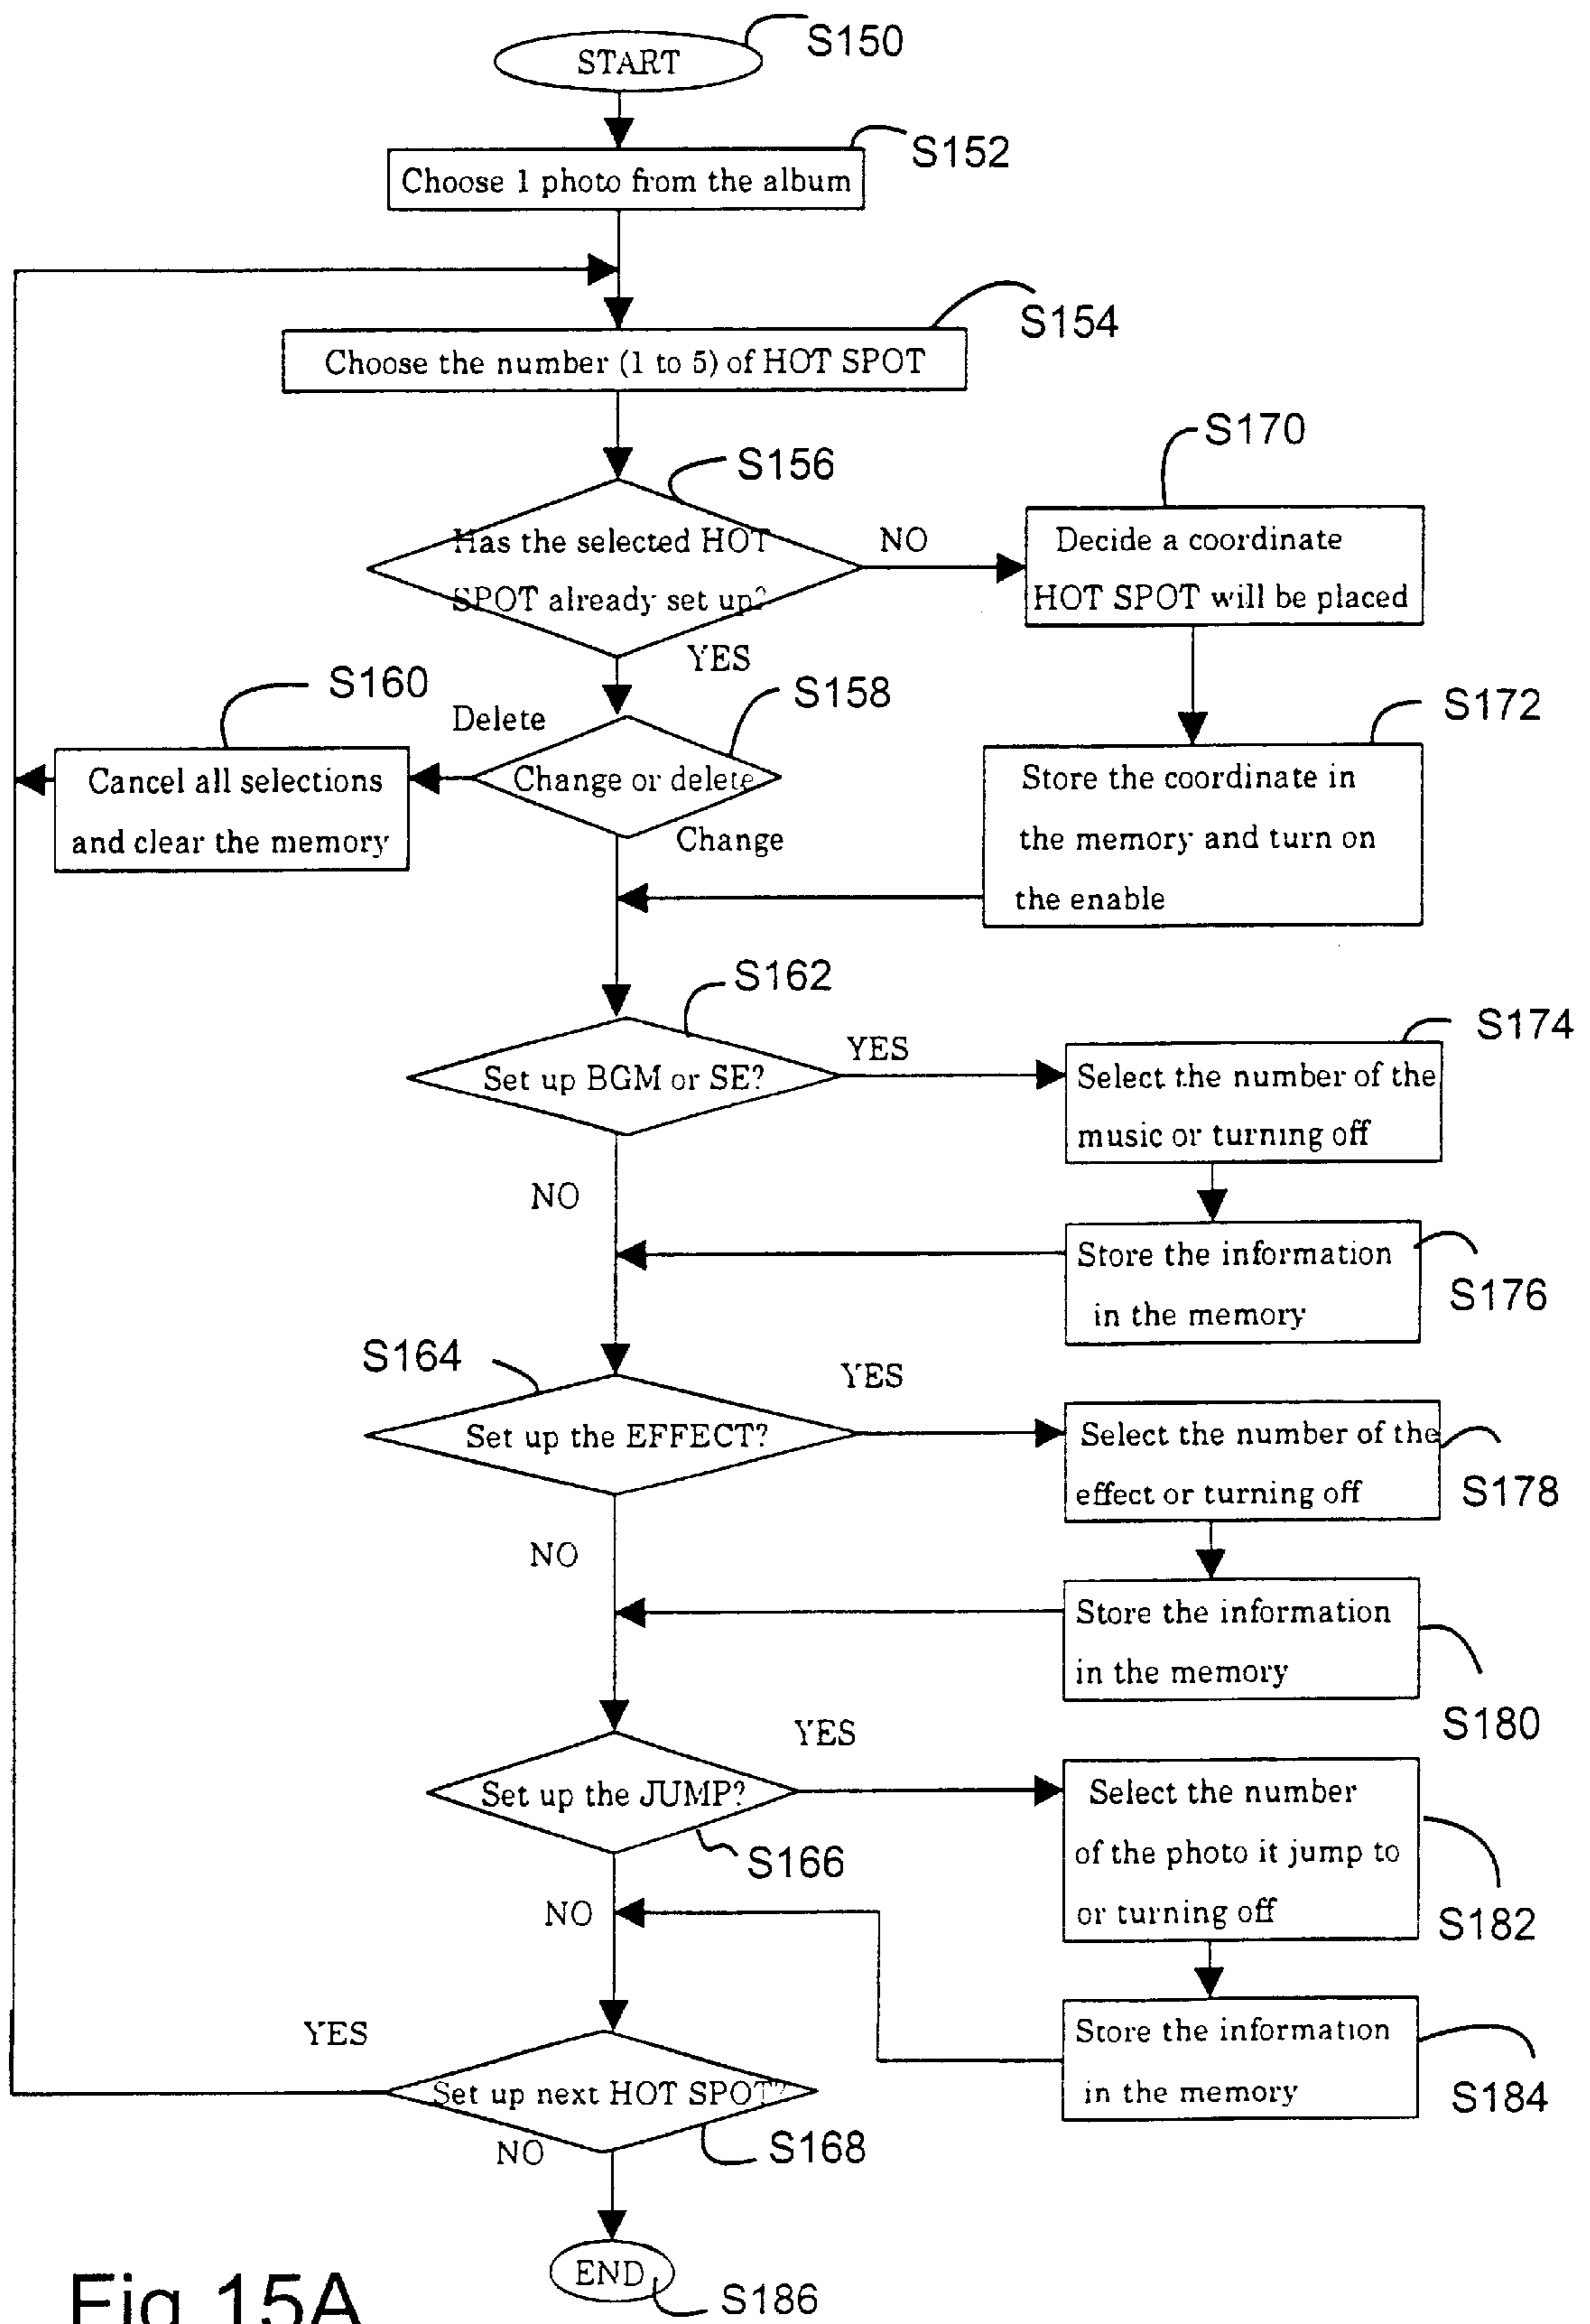 START
S150
S152
Choose 1 photo from the album
S154
Choose the number (1 to 5) of HOT SPOT
S156
Has the selected HOT
SPOT already set up?
NO
YES
S170
Decide a coordinate
HOT SPOT will be placed
S160
Delete
S158
Change or delete
Change
Cancel all selections
and clear the memory
S172
Store the coordinate in
the memory and turn on
the enable
S162
Set up BGM or SE?
YES
NO
S174
Select the number of the
music or turning off
Store the information
in the memory
S176
S164
Set up the EFFECT?
YES
NO
Select the number of the
effect or turning off
S178
Store the information
in the memory
S180
Set up the JUMP?
YES
S166
NO
Select the number
of the photo it jump to
or turning off
S182
Store the information
in the memory
S184
YES
Set up next HOT SPOT?
NO
S168
END
S186
Fig 15A